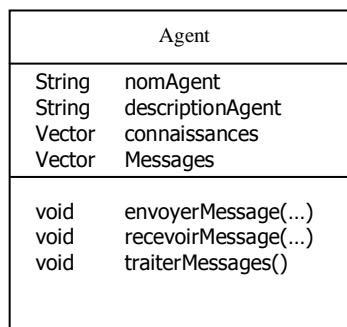 Agent
String nomAgent
String descriptionAgent
Vector connaissances
Vector Messages
void envoyerMessage(...)
void recevoirMessage(...)
void traiterMessages()